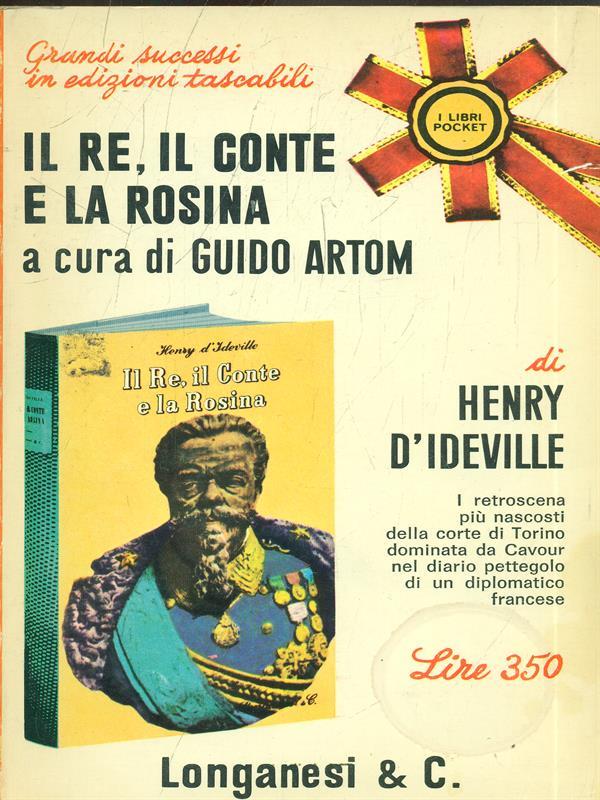 Grandi successi
in edizioni tascabili
I LIBRI
POCKET
IL RE, IL CONTE
E LA ROSINA
a cura di GUIDO ARTOM
Henry d'Ideville
Il Re, il Conte
e la Rosina
di
HENRY
D'IDEVILLE
I retroscena
più nascosti
della corte di Torino
dominata da Cavour
nel diario pettegolo
di un diplomatico
francese
Lire 350
Longanesi & C.